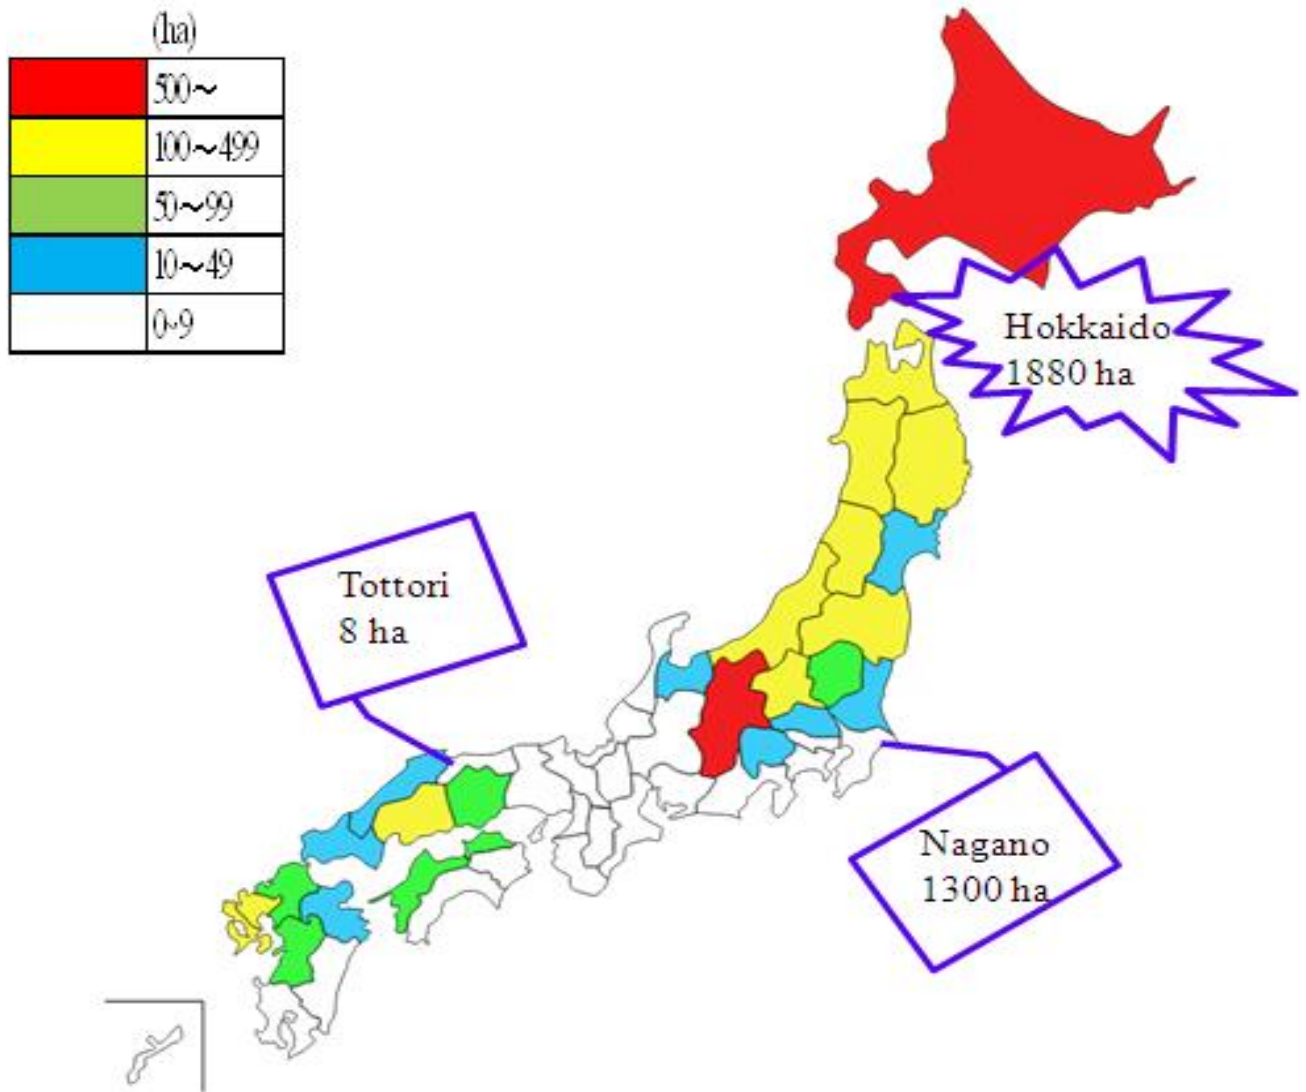 (ha)
500～
100～499
50～99
10～49
0~9
Hokkaido
1880 ha
Tottori
8 ha
Nagano
1300 ha